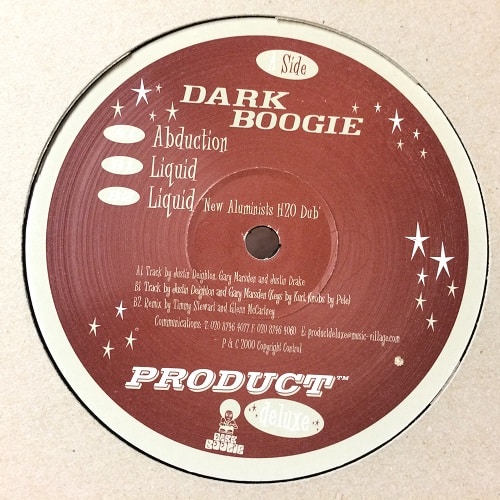 Side
DARK
BOOGIE
Abduction
Liquid
Liquid 'New Aluminists H2O Dub'
A1 Track by Justin Deighton, Gary Marsden and Justin Drake
B1 Track by Justin Deighton and Gary Marsden (Keys by Kurt, Knobs by Pete)
B2. Remix by Timmy Stewart and Glenn McCartney
Communications: T: 020 8746 4077 F: 020 8746 4060 E: productdeluxe@music-village.com
P & C 2000 Copyright Control
PRODUCT™
deluxe
DARK
BOOGIE